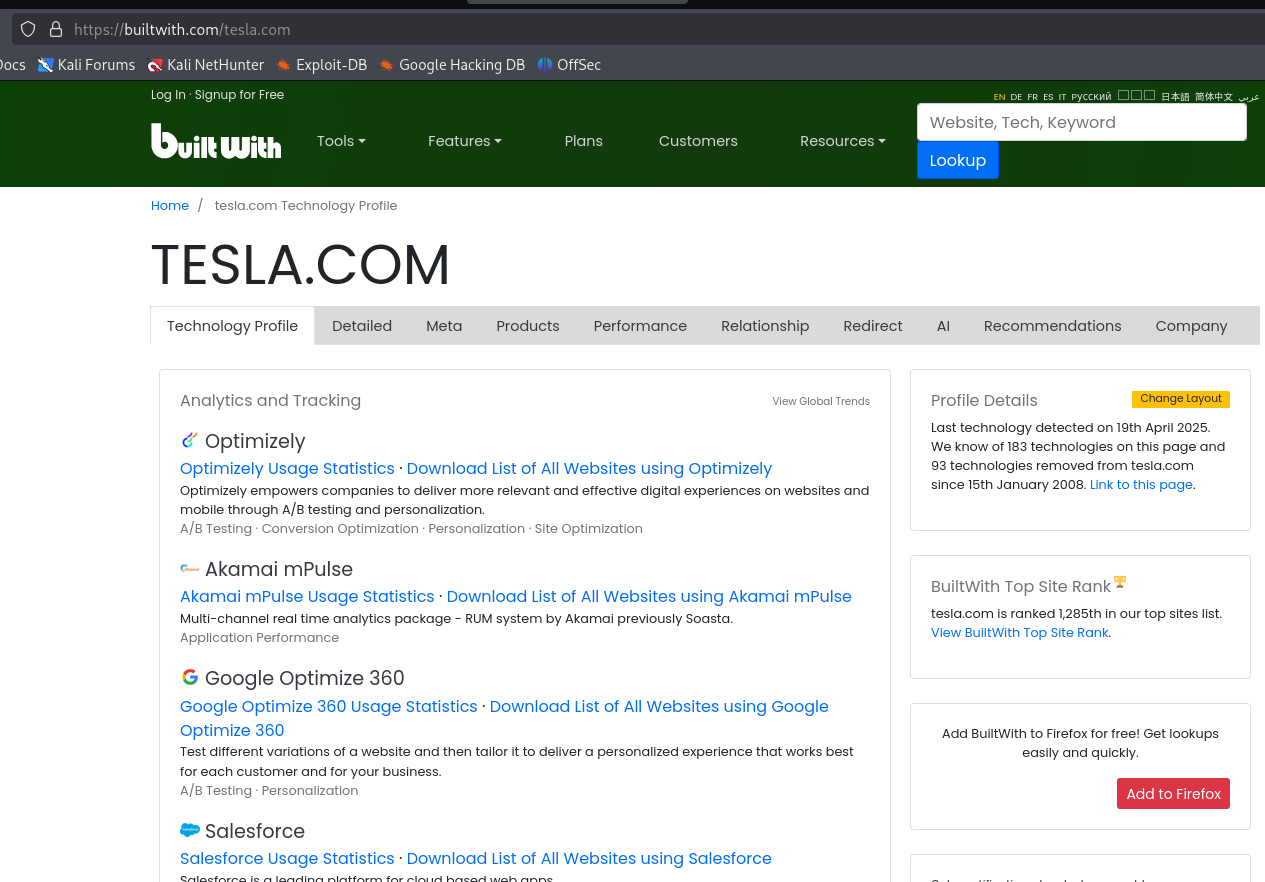 https://builtwith.com/tesla.com
Docs Kali Forums Kali NetHunter Exploit-DB Google Hacking DB OffSec
Log In · Signup for Free
EN DE FR ES IT РУССКИЙ 日本語 简体中文 عربى
builtwith Tools Features Plans Customers Resources
Website, Tech, Keyword
Lookup
Home / tesla.com Technology Profile
TESLA.COM
Technology Profile Detailed Meta Products Performance Relationship Redirect AI Recommendations Company
Analytics and Tracking
View Global Trends
Optimizely
Optimizely Usage Statistics · Download List of All Websites using Optimizely
Optimizely empowers companies to deliver more relevant and effective digital experiences on websites and
mobile through A/B testing and personalization.
A/B Testing · Conversion Optimization · Personalization · Site Optimization
Akamai mPulse
Akamai mPulse Usage Statistics · Download List of All Websites using Akamai mPulse
Multi-channel real time analytics package - RUM system by Akamai previously Soasta.
Application Performance
Google Optimize 360
Google Optimize 360 Usage Statistics · Download List of All Websites using Google
Optimize 360
Test different variations of a website and then tailor it to deliver a personalized experience that works best
for each customer and for your business.
A/B Testing · Personalization
Salesforce
Salesforce Usage Statistics · Download List of All Websites using Salesforce
Salesforce is a leading platform for cloud based web apps.
Profile Details
Change Layout
Last technology detected on 19th April 2025.
We know of 183 technologies on this page and
93 technologies removed from tesla.com
since 15th January 2008. Link to this page.
BuiltWith Top Site Rank
tesla.com is ranked 1,285th in our top sites list.
View BuiltWith Top Site Rank.
Add BuiltWith to Firefox for free! Get lookups
easily and quickly.
Add to Firefox